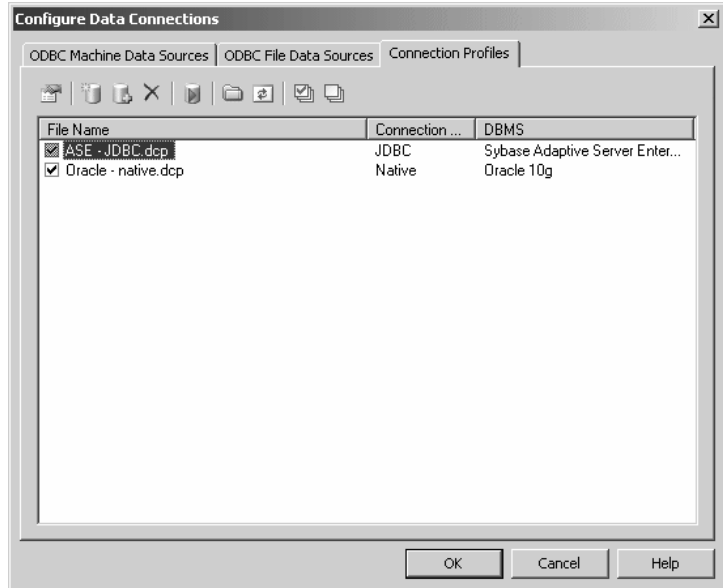 Configure Data Connections
ODBC Machine Data Sources ODBC File Data Sources Connection Profiles
File Name Connection ... DBMS
ASE - JDBC.dcp JDBC Sybase Adaptive Server Enter...
Oracle - native.dcp Native Oracle 10g
OK Cancel Help